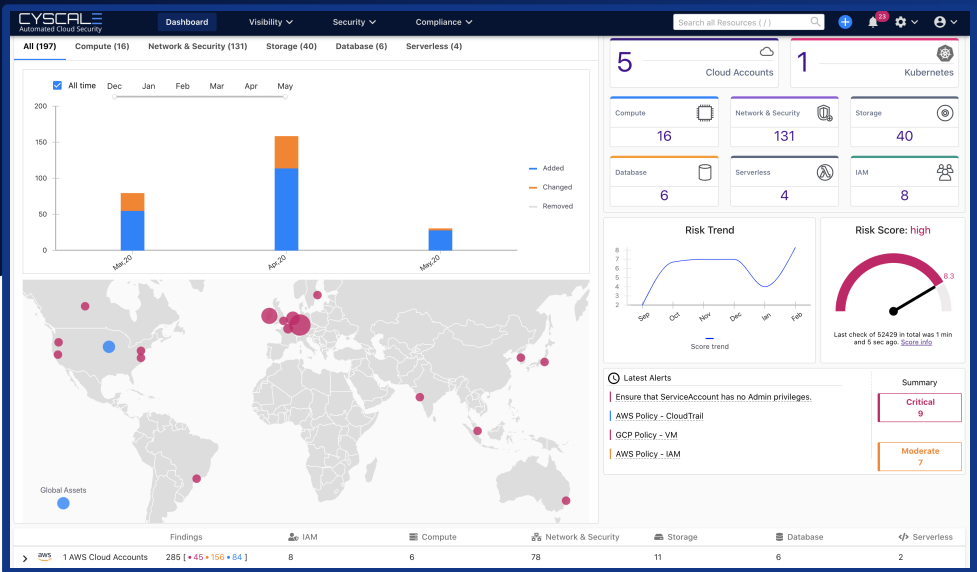 CYSCALE
Automated Cloud Security
Dashboard
Visibility
Security
Compliance
Search all Resources ( / )
23
All (197)
Compute (16)
Network & Security (131)
Storage (40)
Database (6)
Serverless (4)
All time
Dec
Jan
Feb
Mar
Apr
May
200
150
100
50
0
Mar,20
Apr,20
May,20
Added
Changed
Removed
Global Assets
5
Cloud Accounts
1
Kubernetes
Compute
16
Network & Security
131
Storage
40
Database
6
Serverless
4
IAM
8
Risk Trend
8
7
6
5
4
3
2
Sep
Oct
Nov
Dec
Jan
Feb
Score trend
Risk Score: high
8.3
Last check of 52429 in total was 1 min
and 5 sec ago. Score info
Latest Alerts
Ensure that ServiceAccount has no Admin privileges.
AWS Policy - CloudTrail
GCP Policy - VM
AWS Policy - IAM
Summary
Critical
9
Moderate
7
Findings
IAM
Compute
Network & Security
Storage
Database
Serverless
aws
1 AWS Cloud Accounts
285 [ • 45 • 156 • 84 ]
8
6
78
11
6
2